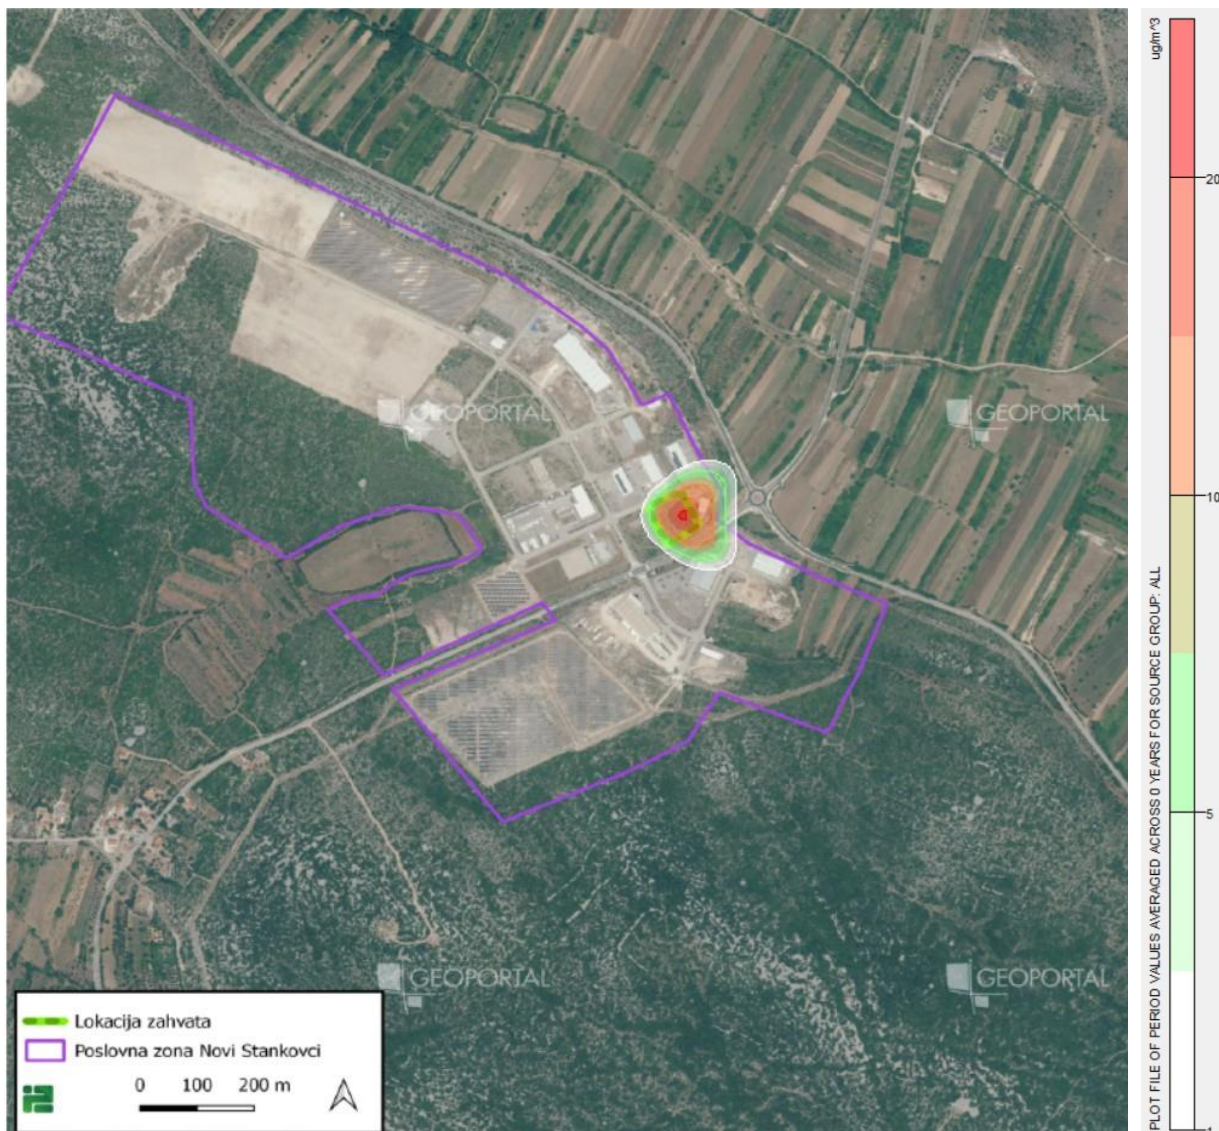 GEOPORTAL
GEOPORTAL
GEOPORTAL
GEOPORTAL
Lokacija zahvata
Poslovna zona Novi Stankovci
0 100 200 m
ug/m^3
20
10
5
1
PLOT FILE OF PERIOD VALUES AVERAGED ACROSS 0 YEARS FOR SOURCE GROUP: ALL